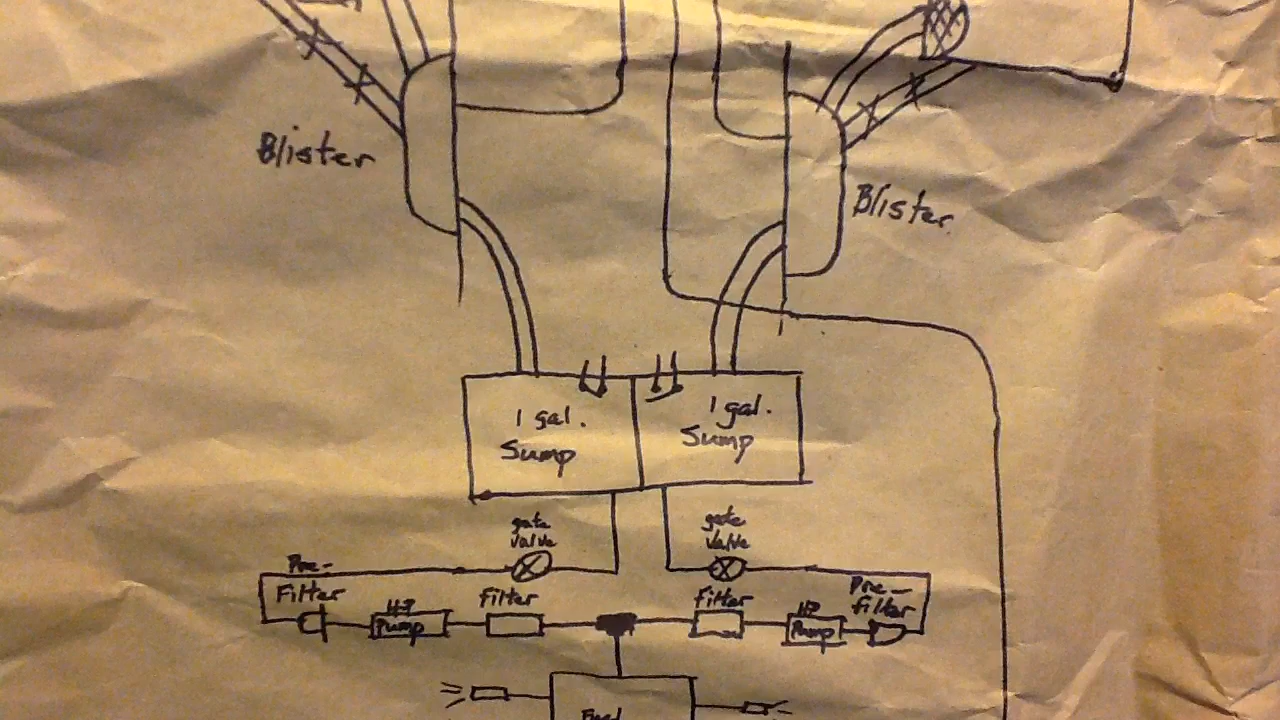 Blister
Blister
1 gal.
Sump
1 gal.
Sump
gate
valve
gate
valve
Pre-
Filter
HP
Pump
Filter
Filter
HP
Pump
Pre-
filter
Fuel